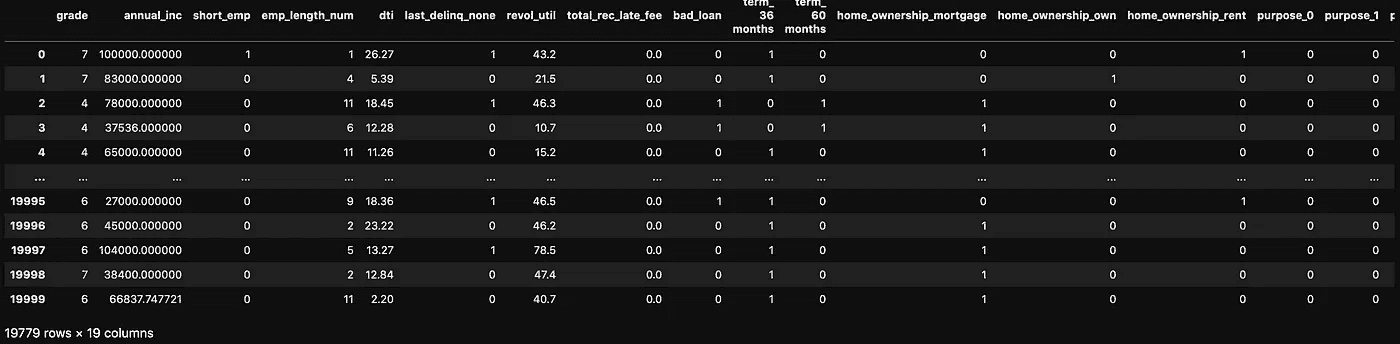 grade annual_inc short_emp emp_length_num dti last_delinq_none revol_util total_rec_late_fee bad_loan term_ 36 months term_ 60 months home_ownership_mortgage home_ownership_own home_ownership_rent purpose_0 purpose_1
0 7 100000.000000 1 1 26.27 1 43.2 0.0 0 1 0 0 0 1 0 0
1 7 83000.000000 0 4 5.39 0 21.5 0.0 0 1 0 0 1 0 0 0
2 4 78000.000000 0 11 18.45 1 46.3 0.0 1 0 1 1 0 0 0 0
3 4 37536.000000 0 6 12.28 0 10.7 0.0 1 0 1 1 0 0 0 0
4 4 65000.000000 0 11 11.26 0 15.2 0.0 0 1 0 1 0 0 0 0
... ... ... ... ... ... ... ... ... ... ... ... ... ... ... ... ...
19995 6 27000.000000 0 9 18.36 1 46.5 0.0 1 1 0 0 0 1 0 0
19996 6 45000.000000 0 2 23.22 0 46.2 0.0 0 1 0 1 0 0 0 0
19997 6 104000.000000 0 5 13.27 1 78.5 0.0 0 1 0 1 0 0 0 0
19998 7 38400.000000 0 2 12.84 0 47.4 0.0 0 1 0 1 0 0 0 0
19999 6 66837.747721 0 11 2.20 0 40.7 0.0 0 1 0 1 0 0 0 0
19779 rows × 19 columns